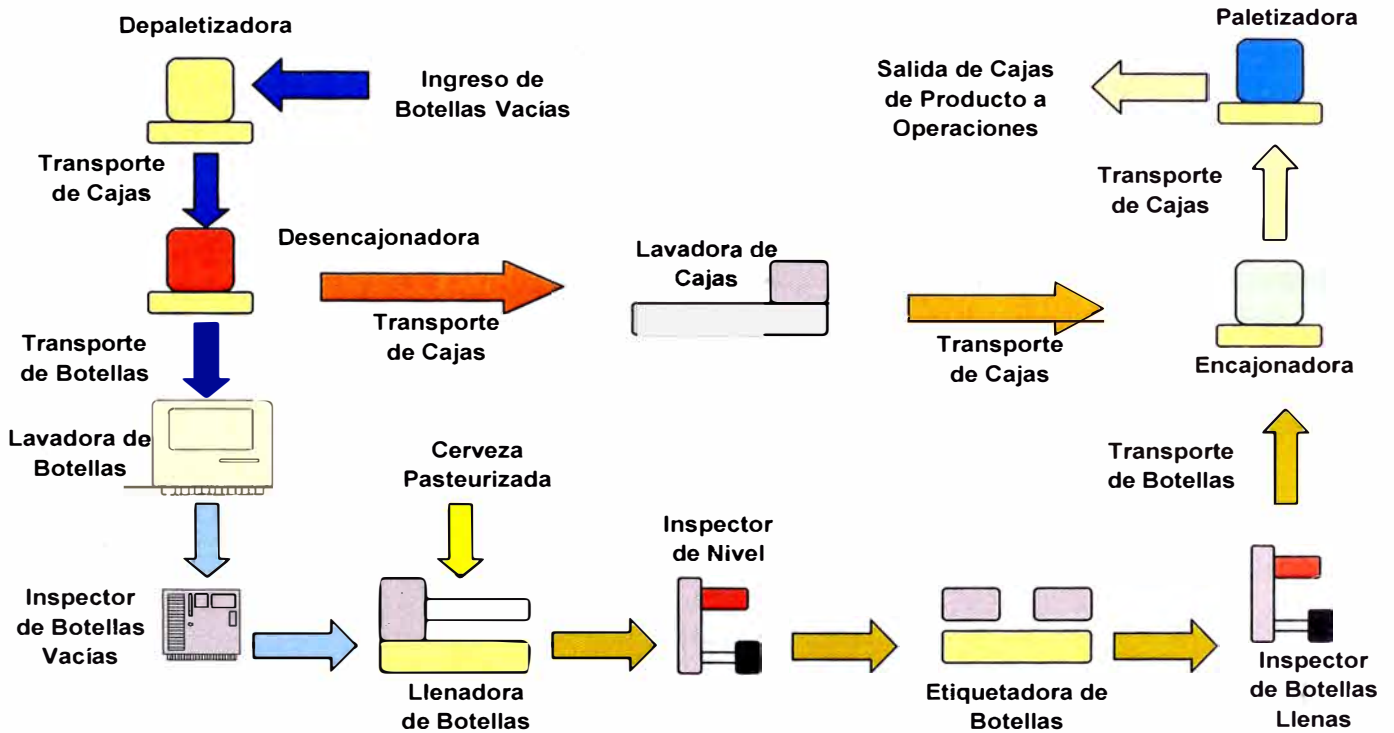 Depaletizadora
Ingreso de
Botellas Vacías
Salida de Cajas
de Producto a
Operaciones
Paletizadora
Transporte
de Cajas
Transporte
de Cajas
Desencajonadora
Transporte
de Cajas
Lavadora de
Cajas
Transporte
de Cajas
Encajonadora
Transporte
de Botellas
Lavadora de
Botellas
Cerveza
Pasteurizada
Transporte
de Botellas
Inspector
de Botellas
Vacías
Llenadora
de Botellas
Inspector
de Nivel
Etiquetadora de
Botellas
Inspector
de Botellas
Llenas